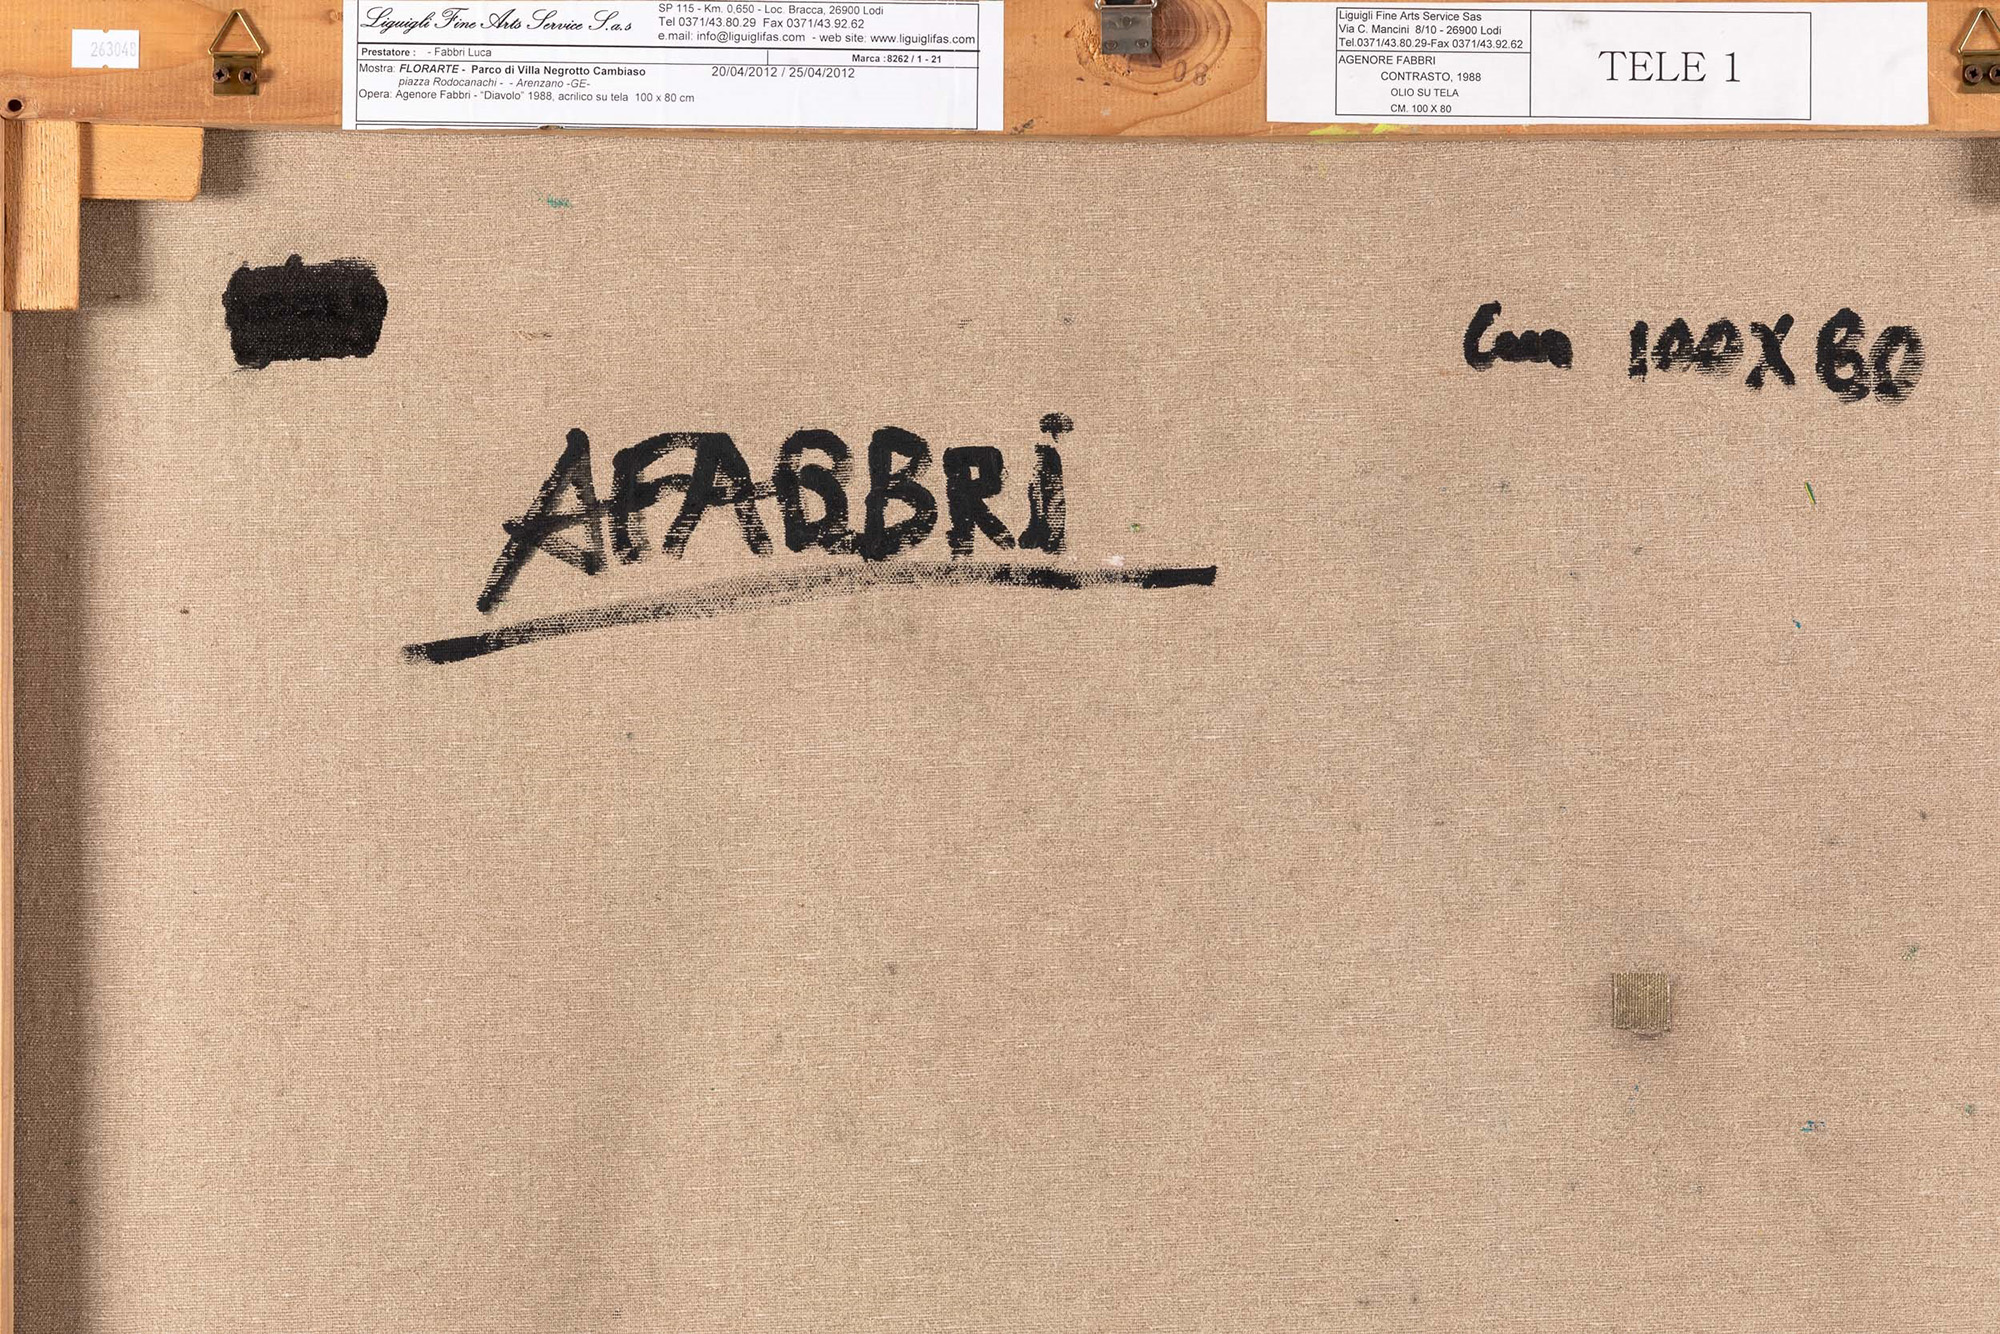 263048
Liguigli Fine Arts Service S.a.s
SP 115 - Km. 0,650 - Loc. Bracca, 26900 Lodi
Tel 0371/43.80.29 Fax 0371/43 92.62
e.mail: info@liguiglifas.com - web site: www.liguiglifas.com
Prestatore : - Fabbri Luca
Marca :8262 / 1 - 21
Mostra: FLORARTE - Parco di Villa Negrotto Cambiaso 20/04/2012 / 25/04/2012
piazza Rodocanachi - - Arenzano -GE-
Opera: Agenore Fabbri - "Diavolo" 1988, acrilico su tela 100 x 80 cm
80
Liguigli Fine Arts Service Sas
Via C. Mancini 8/10 - 26900 Lodi
Tel.0371/43.80.29-Fax 0371/43.92.62
AGENORE FABBRI
CONTRASTO, 1988
OLIO SU TELA
CM. 100 X 80
TELE 1
Cm 100X80
AFABBRi